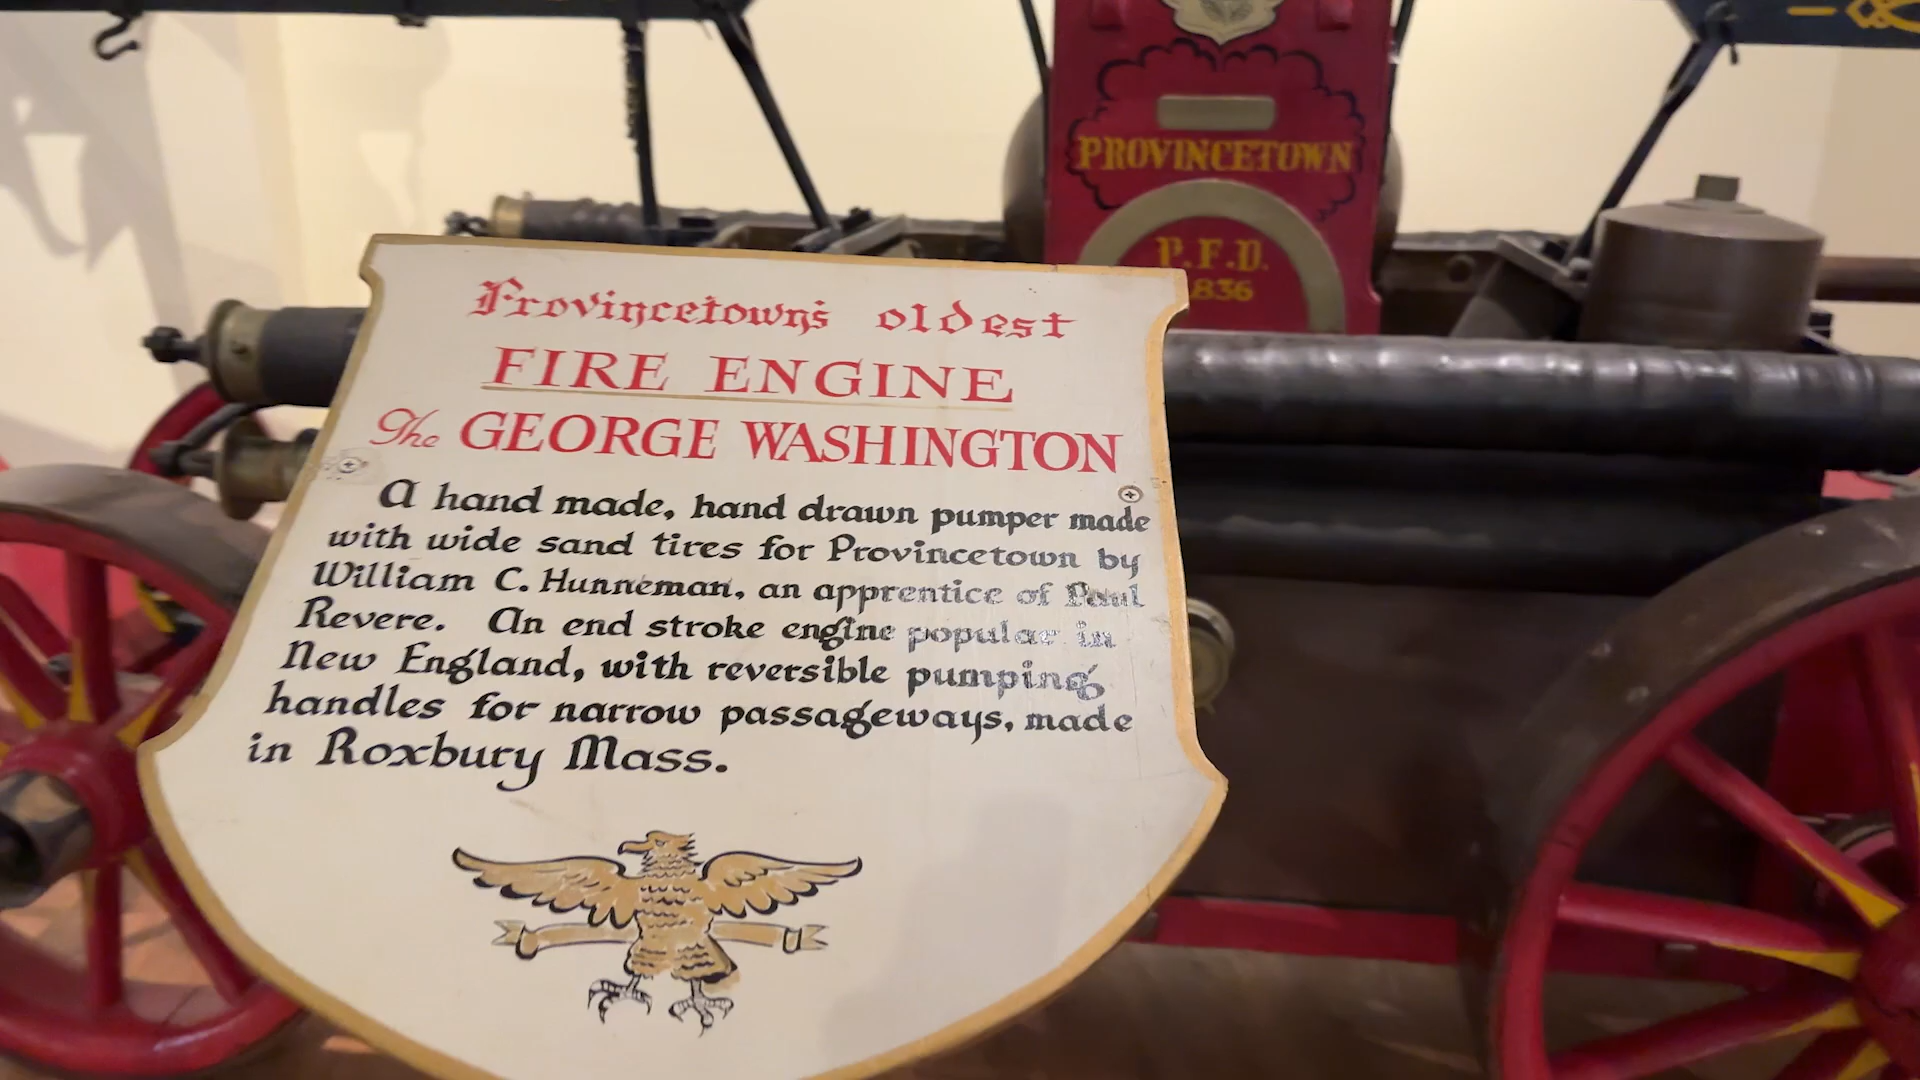 PROVINCETOWN
P.F.D.
1836
Provincetown's oldest
FIRE ENGINE
The GEORGE WASHINGTON
A hand made, hand drawn pumper made
with wide sand tires for Provincetown by
William C. Hunneman, an apprentice of Paul
Revere. An end stroke engine popular in
New England, with reversible pumping
handles for narrow passageways, made
in Roxbury Mass.